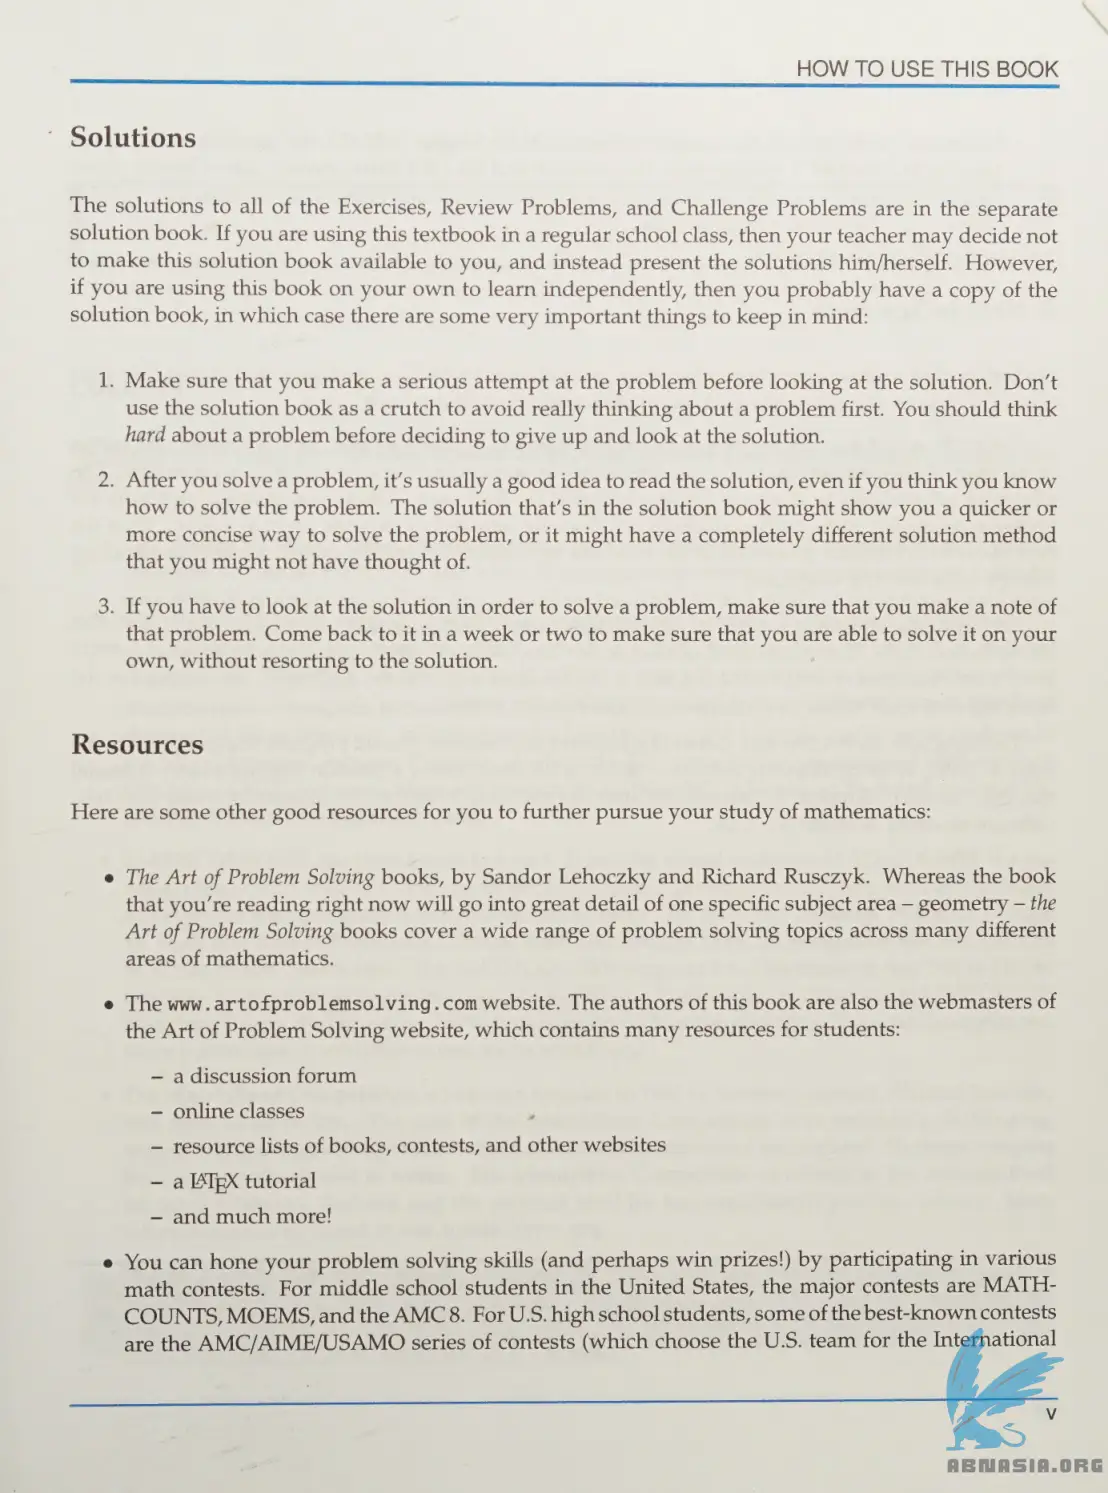 HOW TO USE THIS BOOK
Solutions
The solutions to all of the Exercises, Review Problems, and Challenge Problems are in the separate
solution book. If you are using this textbook in a regular school class, then your teacher may decide not
to make this solution book available to you, and instead present the solutions him/herself. However,
if you are using this book on your own to learn independently, then you probably have a copy of the
solution book, in which case there are some very important things to keep in mind:
1. Make sure that you make a serious attempt at the problem before looking at the solution. Don't
use the solution book as a crutch to avoid really thinking about a problem first. You should think
hard about a problem before deciding to give up and look at the solution.
2. After you solve a problem, it's usually a good idea to read the solution, even if you think you know
how to solve the problem. The solution that's in the solution book might show you a quicker or
more concise way to solve the problem, or it might have a completely different solution method
that you might not have thought of.
3. If you have to look at the solution in order to solve a problem, make sure that you make a note of
that problem. Come back to it in a week or two to make sure that you are able to solve it on your
own, without resorting to the solution.
Resources
Here are some other good resources for you to further pursue your study of mathematics:
• The Art of Problem Solving books, by Sandor Lehoczky and Richard Rusczyk. Whereas the book
that you're reading right now will go into great detail of one specific subject area – geometry – the
Art of Problem Solving books cover a wide range of problem solving topics across many different
areas of mathematics.
• The www.artofproblemsolving.com website. The authors of this book are also the webmasters of
the Art of Problem Solving website, which contains many resources for students:
– a discussion forum
– online classes
– resource lists of books, contests, and other websites
– a LATEX tutorial
– and much more!
• You can hone your problem solving skills (and perhaps win prizes!) by participating in various
math contests. For middle school students in the United States, the major contests are MATH-
COUNTS, MOEMS, and the AMC 8. For U.S. high school students, some of the best-known contests
are the AMC/AIME/USAMO series of contests (which choose the U.S. team for the International
v
ABNASIA.ORG